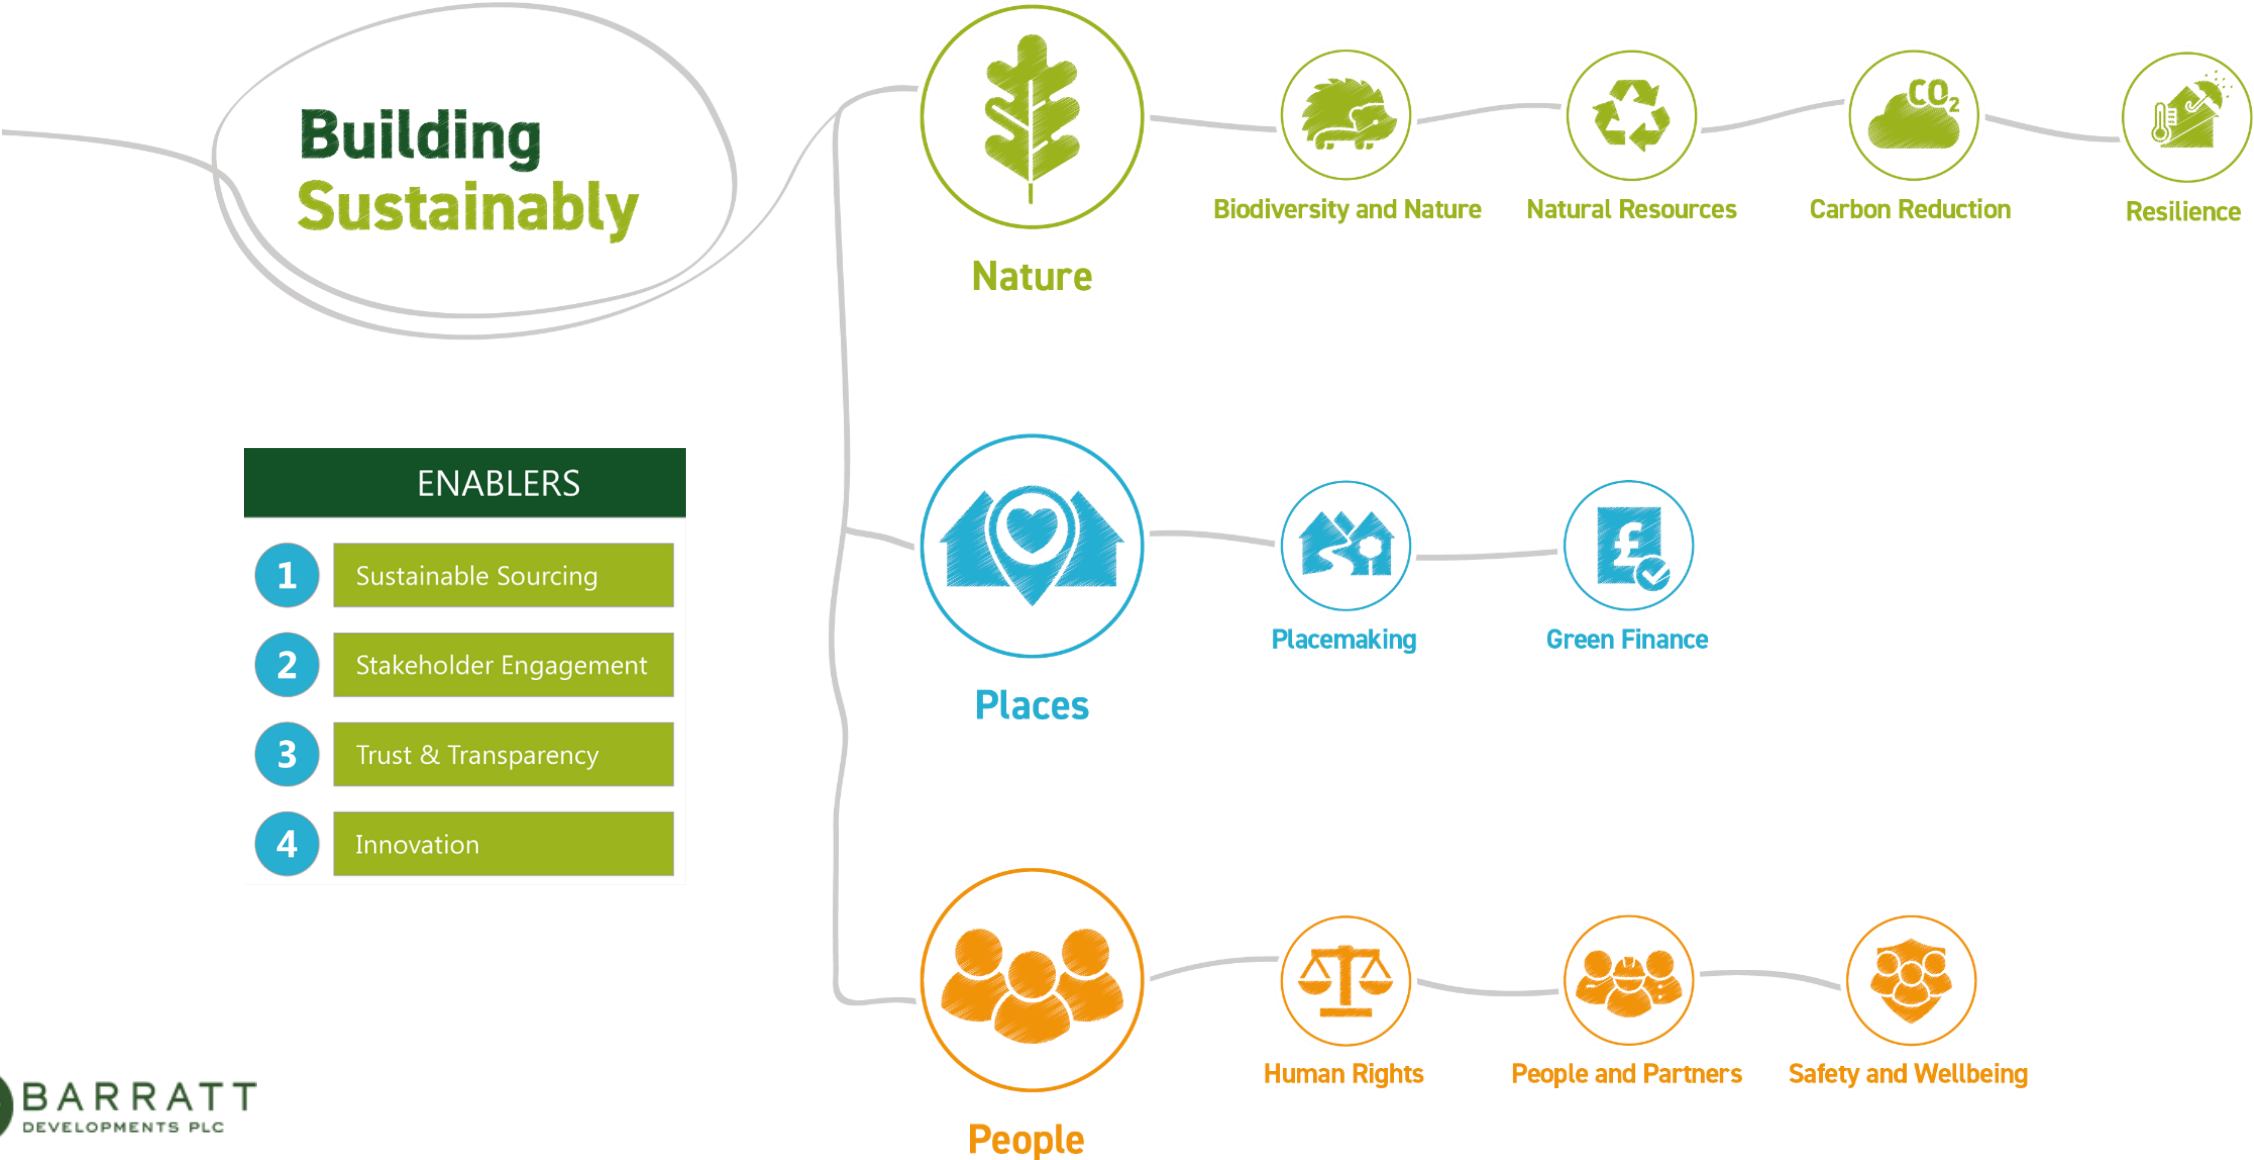 Building
Sustainably
ENABLERS
1 Sustainable Sourcing
2 Stakeholder Engagement
3 Trust & Transparency
4 Innovation
Nature
CO2
Biodiversity and Nature
Natural Resources
Carbon Reduction
Resilience
Places
£
Placemaking
Green Finance
People
Human Rights
People and Partners
Safety and Wellbeing
BARRATT
DEVELOPMENTS PLC